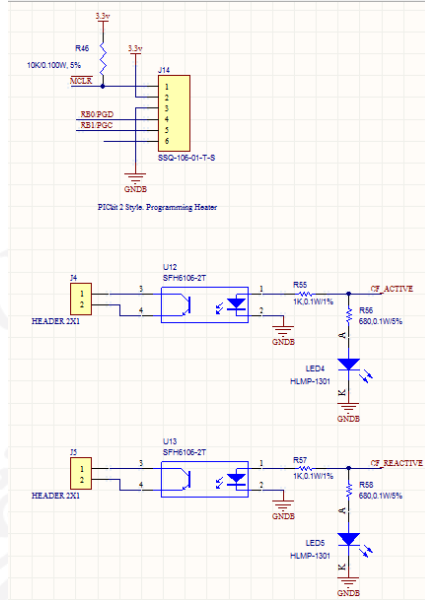 3.3v
R46
3.3v
10K/0.100W, 5%
J14
MCLR
1
2
3
RB0/PGD
4
RB1/PGC
5
6
SSQ-106-01-T-S
GNDB
PICkit 2 Style. Programming Heater
U12
SFH6106-2T
J4
1
2
3
4
1
2
R55
1K,0.1W/1%
CF_ACTIVE
R56
680,0.1W/5%
HEADER 2X1
GNDB
A
LED4
HLMP-1301
K
GNDB
U13
SFH6106-2T
J5
1
2
3
4
1
2
R57
1K,0.1W/1%
CF_REACTIVE
R58
680,0.1W/5%
HEADER 2X1
GNDB
A
LED5
HLMP-1301
K
GNDB